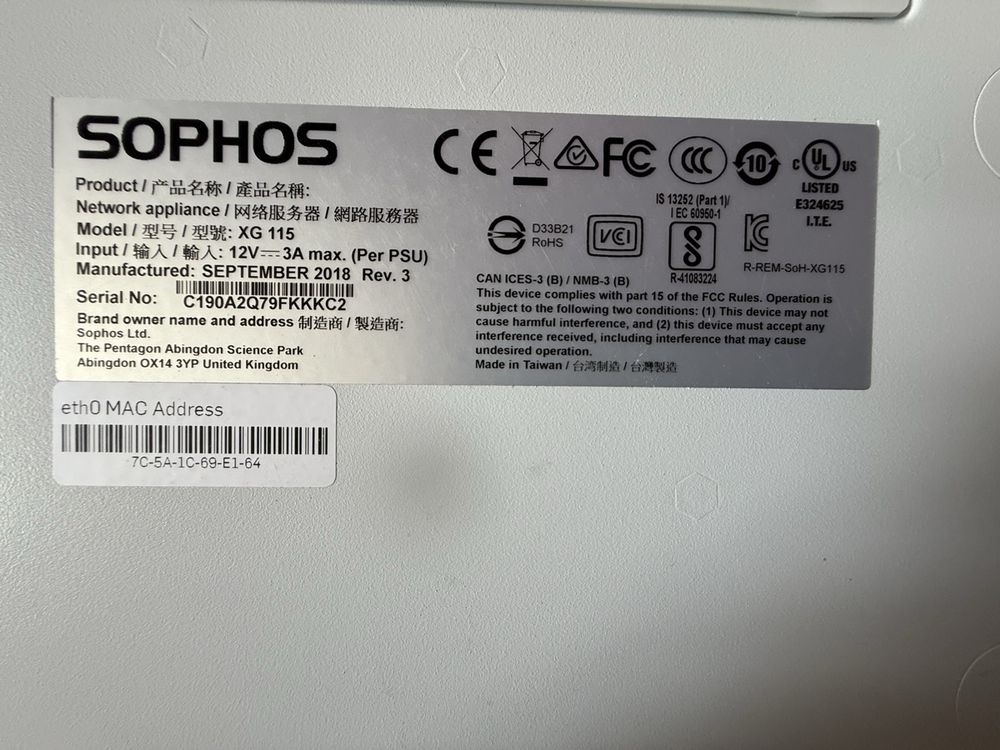 SOPHOS
Product / 产品名称 / 產品名稱:
Network appliance / 网络服务器 / 網路服務器
Model / 型号 / 型號: XG 115
Input / 输入 / 輸入: 12V⎓3A max. (Per PSU)
Manufactured: SEPTEMBER 2018 Rev. 3
Serial No: C190A2Q79FKKKC2
Brand owner name and address 制造商 / 製造商:
Sophos Ltd.
The Pentagon Abingdon Science Park
Abingdon OX14 3YP United Kingdom
CE FC CCC 10 C UL US
LISTED
E324625
I.T.E.
D33B21
RoHS
VCI
IS 13252 (Part 1)/
IEC 60950-1
R-41083224
R-REM-SoH-XG115
CAN ICES-3 (B) / NMB-3 (B)
This device complies with part 15 of the FCC Rules. Operation is
subject to the following two conditions: (1) This device may not
cause harmful interference, and (2) this device must accept any
interference received, including interference that may cause
undesired operation.
Made in Taiwan / 台湾制造 / 台灣製造
eth0 MAC Address
7C-5A-1C-69-E1-64